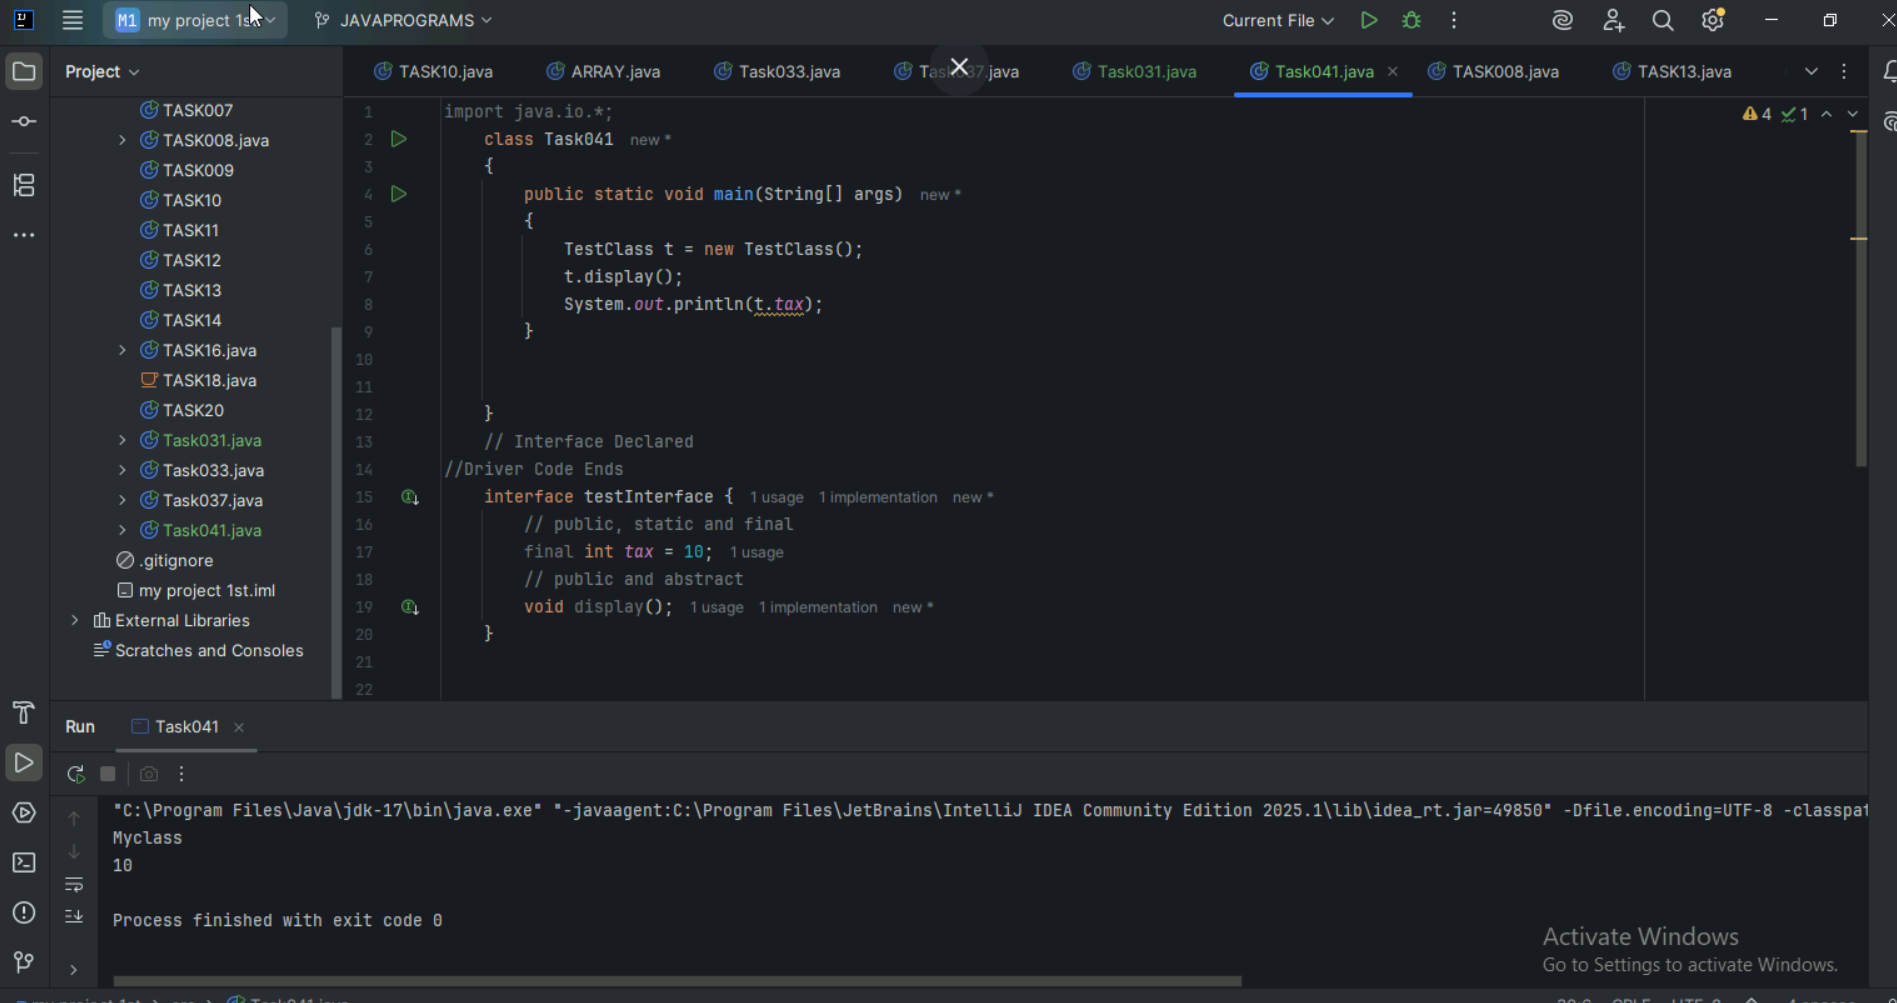 M1 my project 1st JAVAPROGRAMS Current File
Project
TASK10.java ARRAY.java Task033.java Task037.java Task031.java Task041.java TASK008.java TASK13.java
TASK007
TASK008.java
TASK009
TASK10
TASK11
TASK12
TASK13
TASK14
TASK16.java
TASK18.java
TASK20
Task031.java
Task033.java
Task037.java
Task041.java
.gitignore
my project 1st.iml
External Libraries
Scratches and Consoles
4 1
1 import java.io.*;
2 class Task041 new *
3 {
4 public static void main(String[] args) new *
5 {
6 TestClass t = new TestClass();
7 t.display();
8 System.out.println(t.tax);
9 }
10
11
12 }
13 // Interface Declared
14 //Driver Code Ends
15 interface testInterface { 1 usage 1 implementation new *
16 // public, static and final
17 final int tax = 10; 1 usage
18 // public and abstract
19 void display(); 1 usage 1 implementation new *
20 }
21
22
Run Task041
"C:\Program Files\Java\jdk-17\bin\java.exe" "-javaagent:C:\Program Files\JetBrains\IntelliJ IDEA Community Edition 2025.1\lib\idea_rt.jar=49850" -Dfile.encoding=UTF-8 -classpat
Myclass
10
Process finished with exit code 0
Activate Windows
Go to Settings to activate Windows.